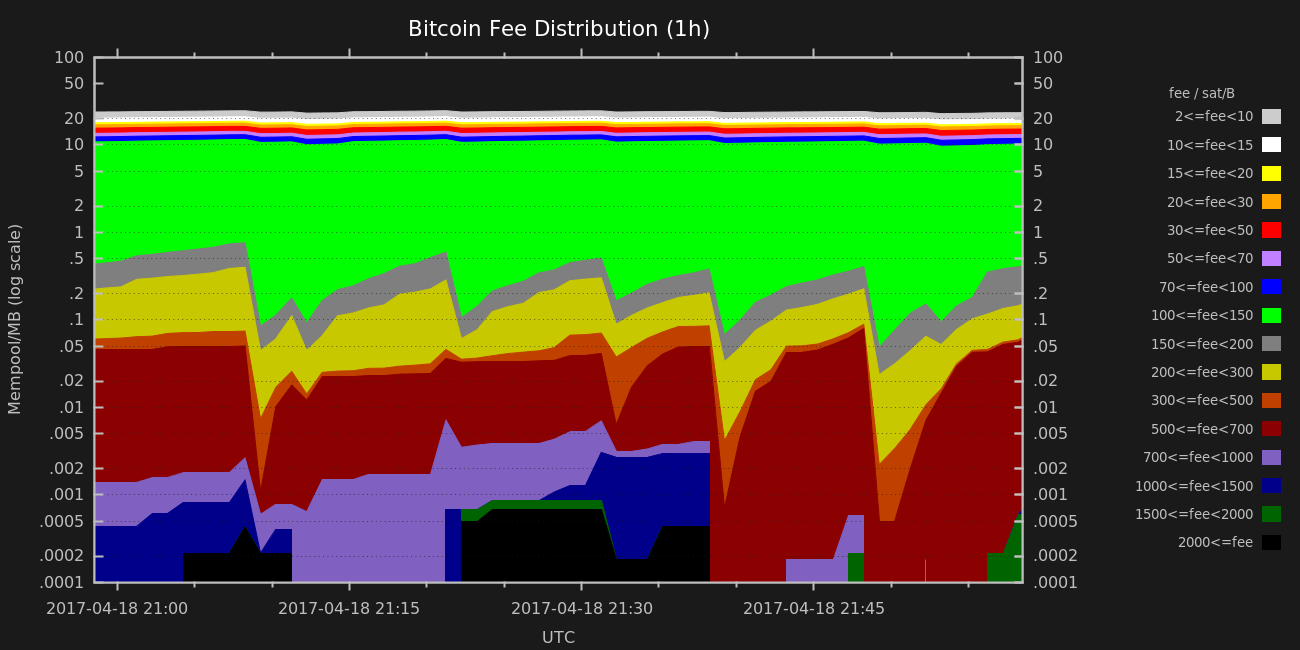 Bitcoin Fee Distribution (1h)
100
50
20
10
5
2
1
.5
.2
.1
.05
.02
.01
.005
.002
.001
.0005
.0002
.0001
Mempool/MB (log scale)
100
50
20
10
5
2
1
.5
.2
.1
.05
.02
.01
.005
.002
.001
.0005
.0002
.0001
2017-04-18 21:00
2017-04-18 21:15
2017-04-18 21:30
2017-04-18 21:45
UTC
fee / sat/B
2<=fee<10
10<=fee<15
15<=fee<20
20<=fee<30
30<=fee<50
50<=fee<70
70<=fee<100
100<=fee<150
150<=fee<200
200<=fee<300
300<=fee<500
500<=fee<700
700<=fee<1000
1000<=fee<1500
1500<=fee<2000
2000<=fee